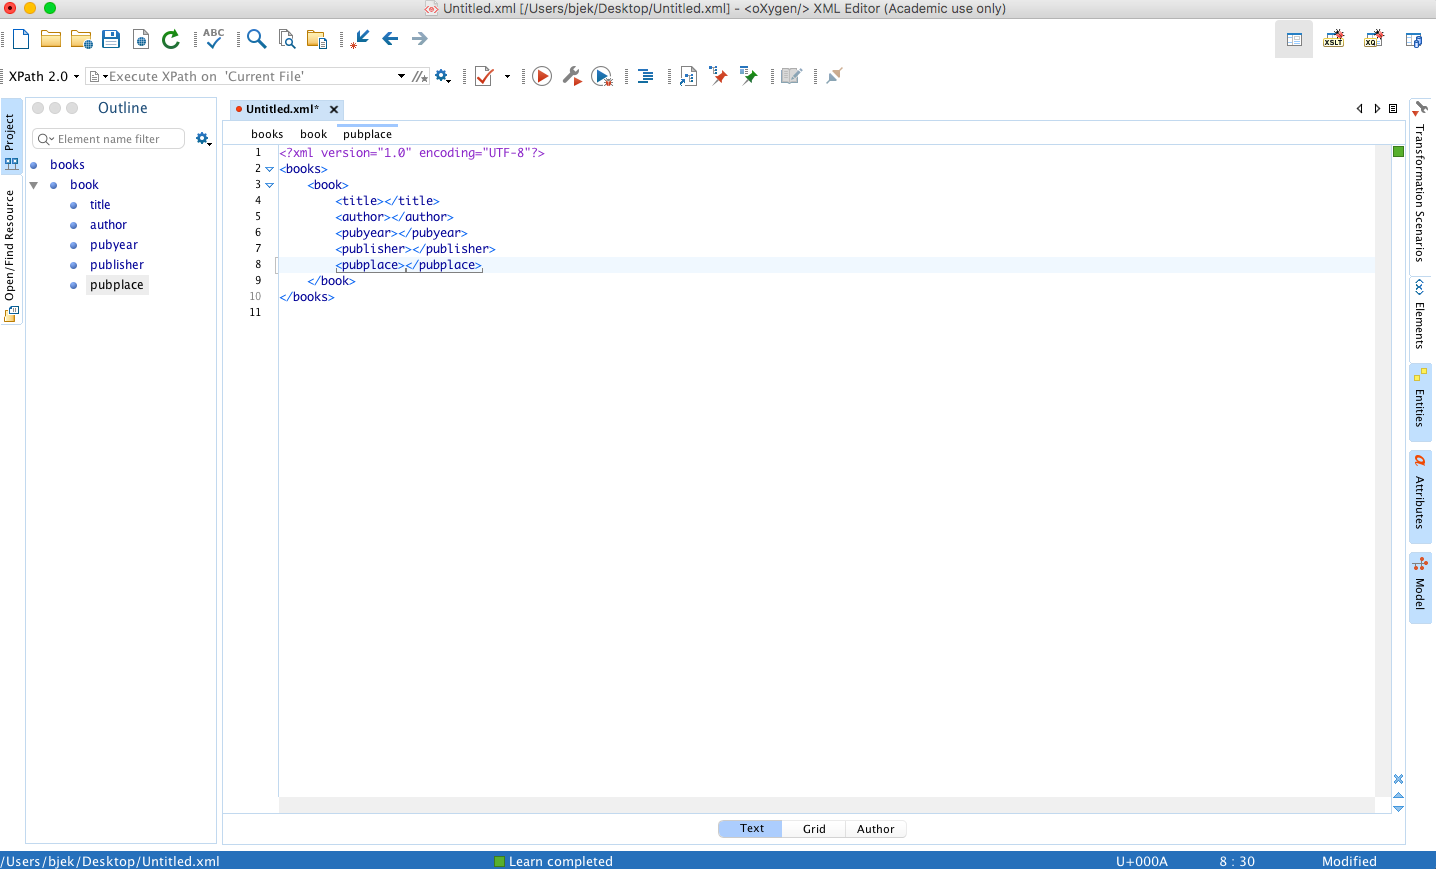 Untitled.xml [/Users/bjek/Desktop/Untitled.xml] - <oXygen/> XML Editor (Academic use only)
ABC
XSLT
XQ
XPath 2.0
Execute XPath on 'Current File'
Project
Open/Find Resource
Outline
Element name filter
books
book
title
author
pubyear
publisher
pubplace
Untitled.xml*
books book pubplace
1 <?xml version="1.0" encoding="UTF-8"?>
2 <books>
3 <book>
4 <title></title>
5 <author></author>
6 <pubyear></pubyear>
7 <publisher></publisher>
8 <pubplace></pubplace>
9 </book>
10 </books>
11
Transformation Scenarios
Elements
Entities
a
Attributes
Model
Text Grid Author
/Users/bjek/Desktop/Untitled.xml Learn completed U+000A 8 : 30 Modified